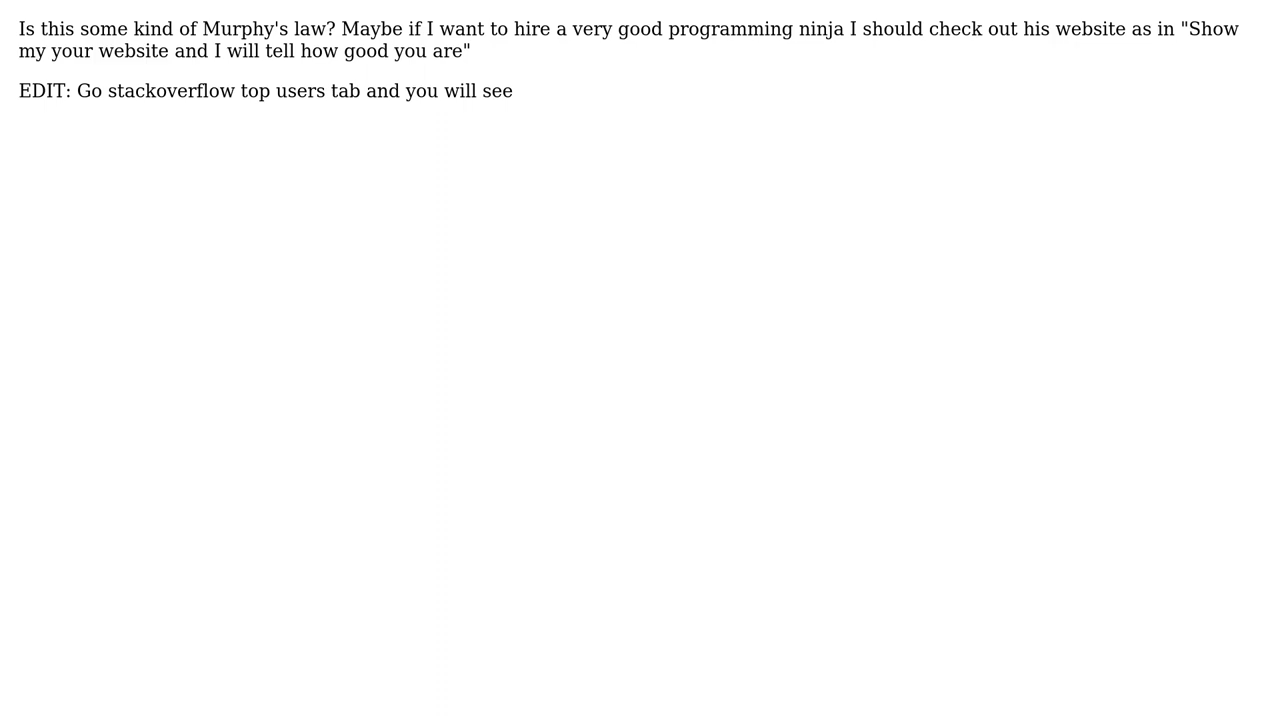 Is this some kind of Murphy's law? Maybe if I want to hire a very good programming ninja I should check out his website as in "Show
my your website and I will tell how good you are"
EDIT: Go stackoverflow top users tab and you will see